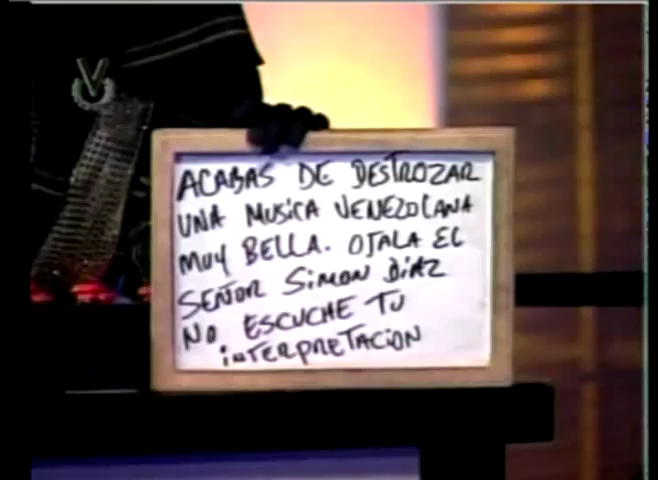 ACABAS DE DESTROZAR
UNA MUSICA VENEZOLANA
MUY BELLA. OJALA EL
SEÑOR SIMON DIAZ
NO ESCUCHE TU
INTERPRETACION